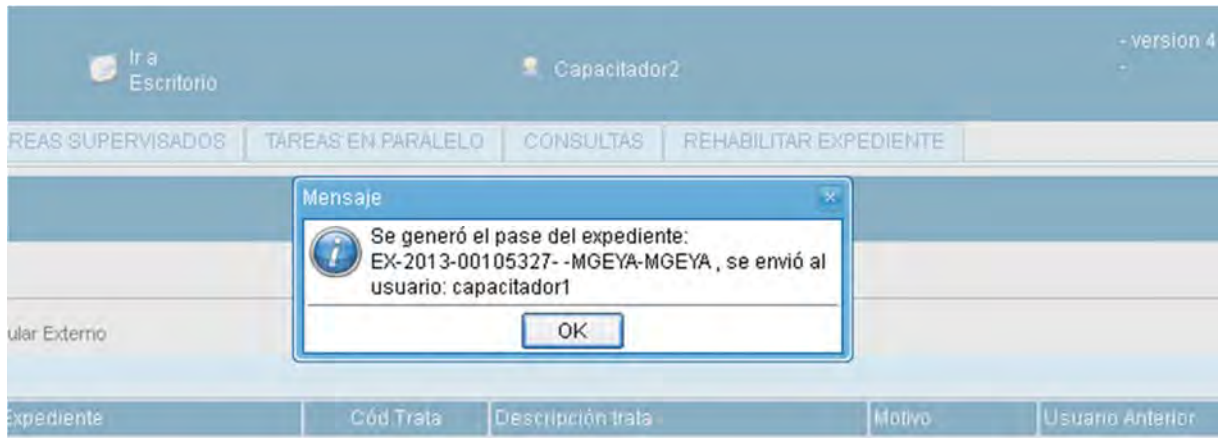 - version 4
Ir a
Escritorio
Capacitador2
-
REAS SUPERVISADOS
TAREAS EN PARALELO
CONSULTAS
REHABILITAR EXPEDIENTE
Mensaje
Se generó el pase del expediente:
EX-2013-00105327- -MGEYA-MGEYA , se envió al
usuario: capacitador1
OK
ular Externo
Expediente
Cód Trata
Descripción trata
Motivo
Usuario Anterior